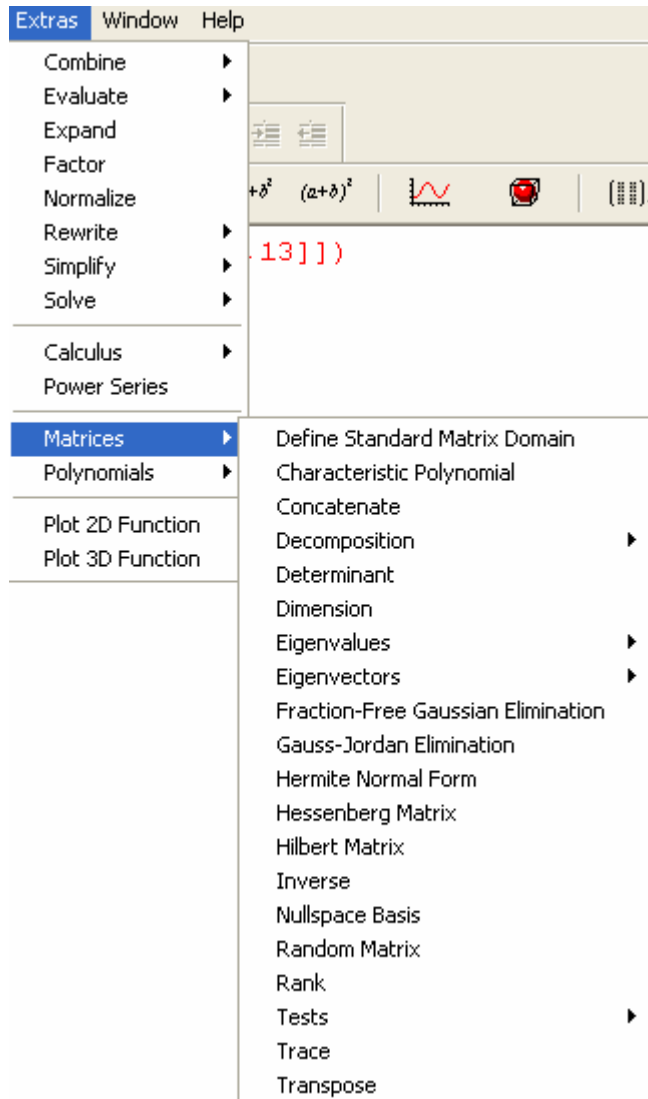 Extras Window Help
Combine
Evaluate
Expand
Factor
Normalize
Rewrite
Simplify
Solve
Calculus
Power Series
Matrices
Polynomials
Plot 2D Function
Plot 3D Function
(a+b)²
13]])
Define Standard Matrix Domain
Characteristic Polynomial
Concatenate
Decomposition
Determinant
Dimension
Eigenvalues
Eigenvectors
Fraction-Free Gaussian Elimination
Gauss-Jordan Elimination
Hermite Normal Form
Hessenberg Matrix
Hilbert Matrix
Inverse
Nullspace Basis
Random Matrix
Rank
Tests
Trace
Transpose